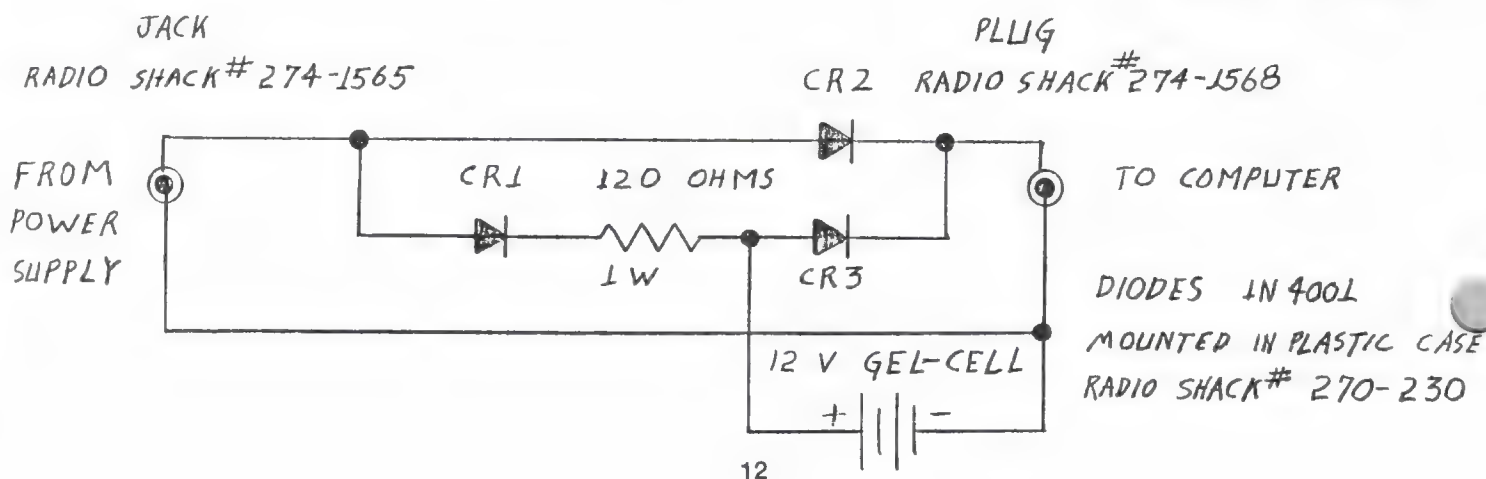 JACK
RADIO SHACK# 274-1565
PLUG
CR2 RADIO SHACK# 274-1568
FROM
POWER
SUPPLY
CR1 120 OHMS
1W
CR3
TO COMPUTER
12 V GEL-CELL
+ -
DIODES 1N4001
MOUNTED IN PLASTIC CASE
RADIO SHACK# 270-230
12